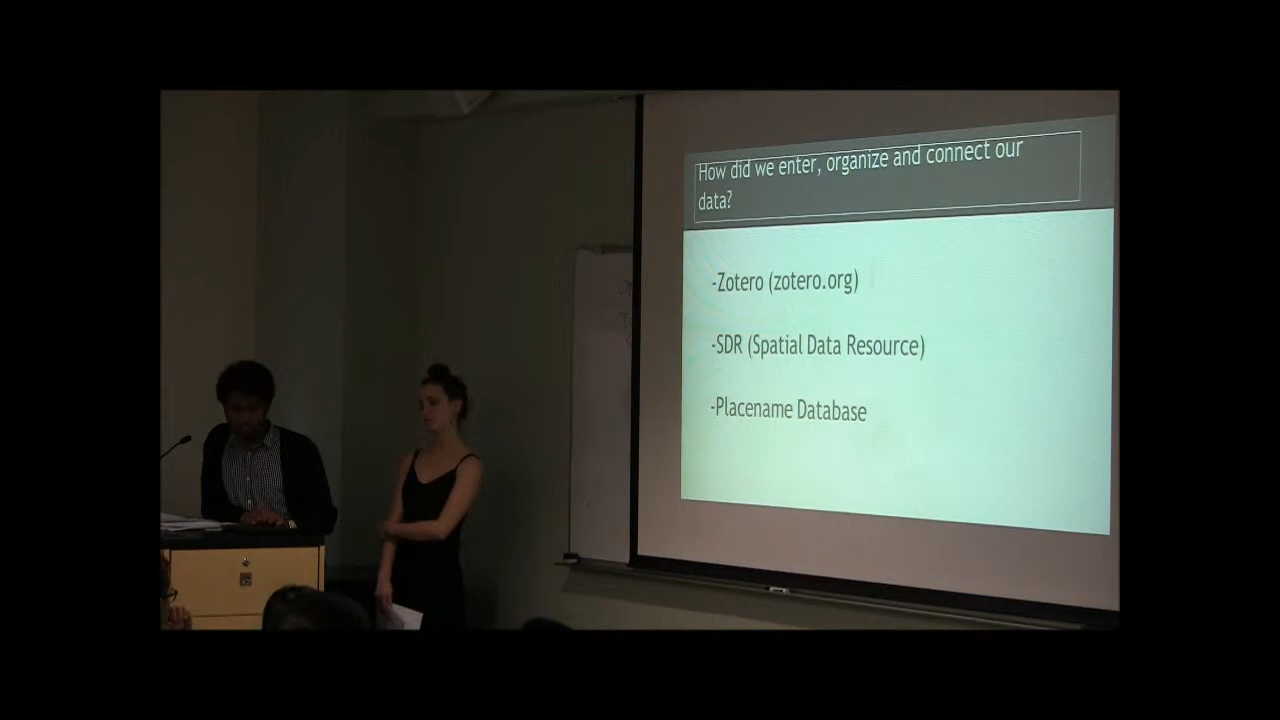 How did we enter, organize and connect our
data?
-Zotero (zotero.org)
-SDR (Spatial Data Resource)
-Placename Database